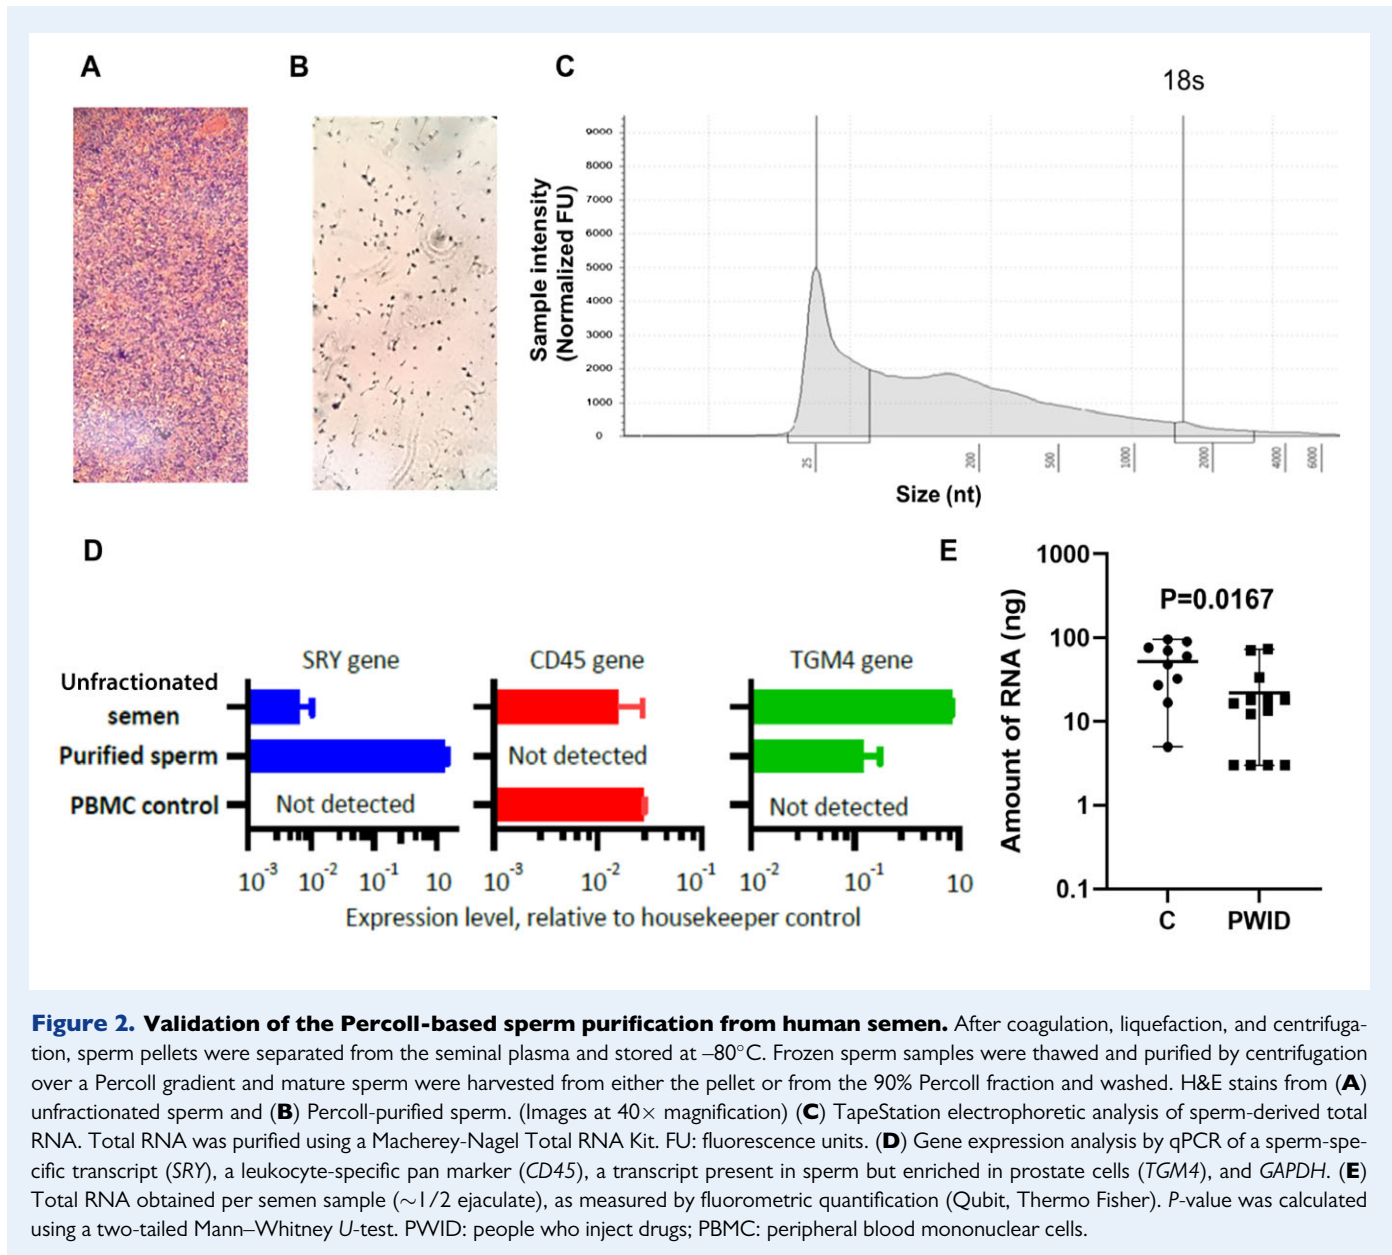 A
B
C
18s
Sample intensity
(Normalized FU)
9000
8000
7000
6000
5000
4000
3000
2000
1000
0
25
200
500
1000
2000
4000
6000
Size (nt)
D
SRY gene
CD45 gene
TGM4 gene
Unfractionated
semen
Purified sperm
Not detected
PBMC control
Not detected
Not detected
10-3 10-2 10-1 10
10-3 10-2 10-1
10-2 10-1 10
Expression level, relative to housekeeper control
E
Amount of RNA (ng)
1000
100
10
1
0.1
P=0.0167
C PWID
Figure 2. Validation of the Percoll-based sperm purification from human semen. After coagulation, liquefaction, and centrifuga-
tion, sperm pellets were separated from the seminal plasma and stored at –80°C. Frozen sperm samples were thawed and purified by centrifugation
over a Percoll gradient and mature sperm were harvested from either the pellet or from the 90% Percoll fraction and washed. H&E stains from (A)
unfractionated sperm and (B) Percoll-purified sperm. (Images at 40× magnification) (C) TapeStation electrophoretic analysis of sperm-derived total
RNA. Total RNA was purified using a Macherey-Nagel Total RNA Kit. FU: fluorescence units. (D) Gene expression analysis by qPCR of a sperm-spe-
cific transcript (SRY), a leukocyte-specific pan marker (CD45), a transcript present in sperm but enriched in prostate cells (TGM4), and GAPDH. (E)
Total RNA obtained per semen sample (∼1/2 ejaculate), as measured by fluorometric quantification (Qubit, Thermo Fisher). P-value was calculated
using a two-tailed Mann–Whitney U-test. PWID: people who inject drugs; PBMC: peripheral blood mononuclear cells.